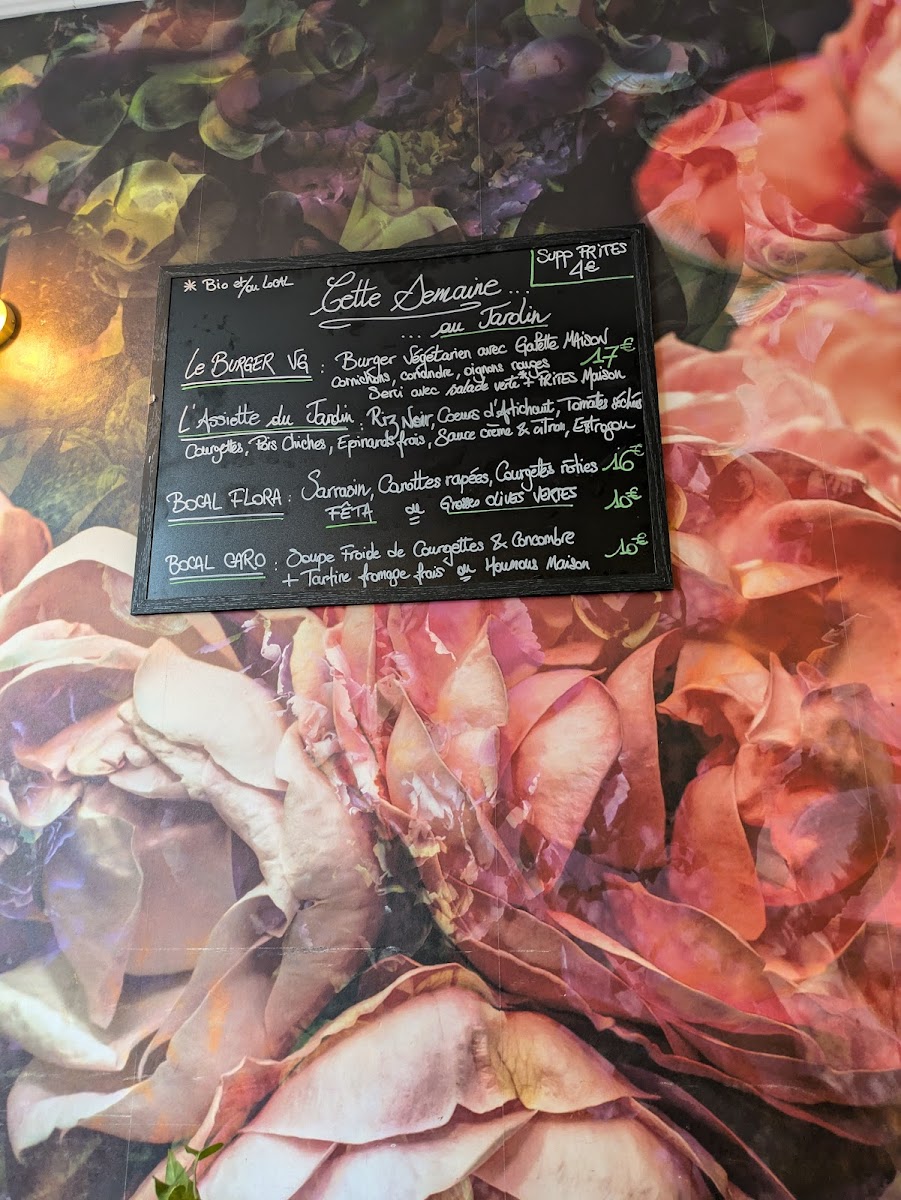 * Bio et/ou Local
Supp FRITES
4€
Cette Semaine ...
... au Jardin
Le BURGER VG : Burger Végétarien avec Galette MAISON
cornichons, coriandre, oignons rouges 17€
Servi avec salade verte + FRITES Maison
L'Assiette du Jardin : Riz Noir, Coeurs d'Artichaut, Tomates séchées
Courgettes, Pois Chiches, Epinards frais, Sauce crème & citron, Estragon
16€
BOCAL FLORA : Sarrasin, Carottes rapées, Courgettes rôties
FÊTA ou Grosses OLIVES VERTES 10€
BOCAL CARO : Soupe Froide de Courgettes & Concombre 10€
+ Tartine fromage frais ou Houmous Maison